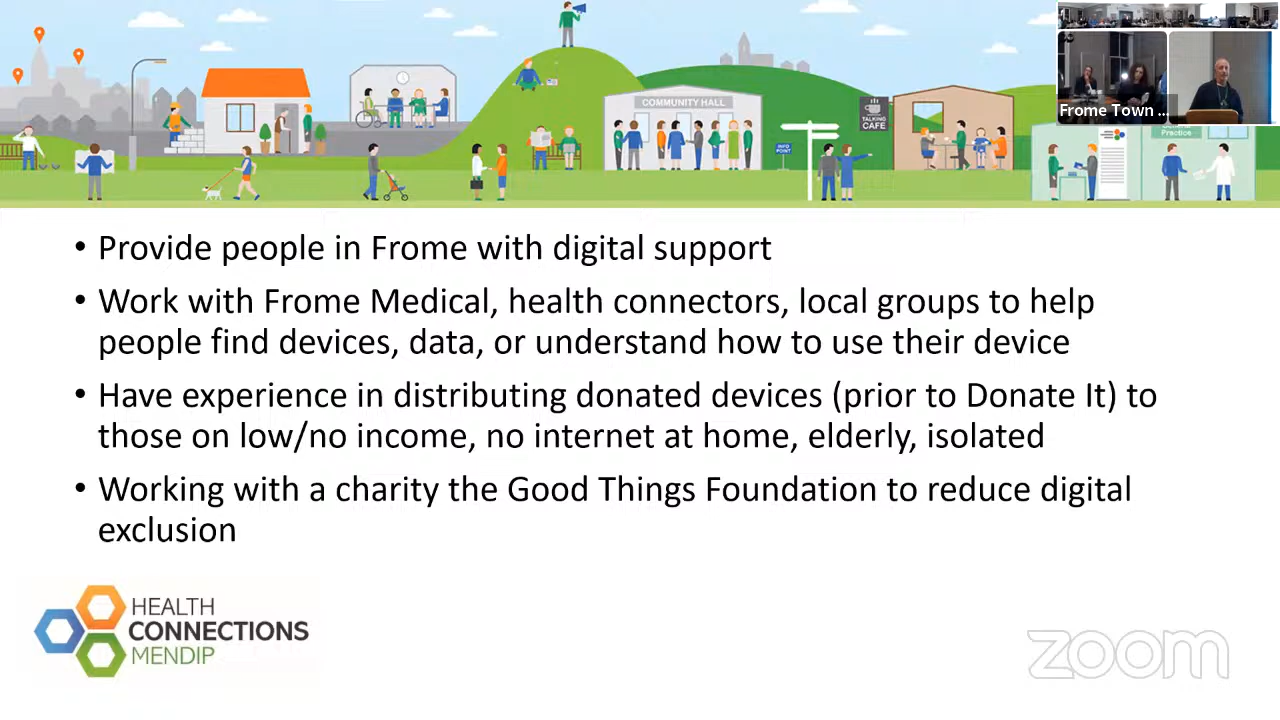 COMMUNITY HALL
TALKING
CAFE
INFO
POINT
Practice
Frome Town ...
• Provide people in Frome with digital support
• Work with Frome Medical, health connectors, local groups to help
people find devices, data, or understand how to use their device
• Have experience in distributing donated devices (prior to Donate It) to
those on low/no income, no internet at home, elderly, isolated
• Working with a charity the Good Things Foundation to reduce digital
exclusion
HEALTH
CONNECTIONS
MENDIP
zoom